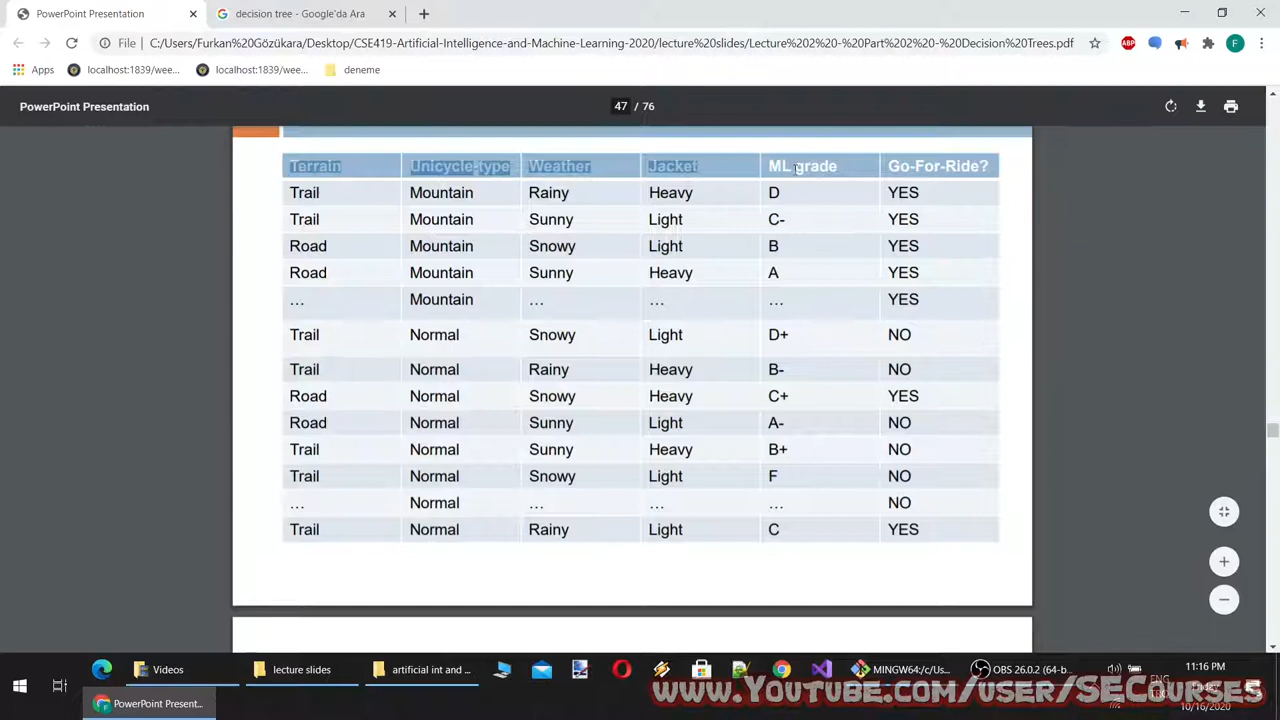 PowerPoint Presentation
decision tree - Google'da Ara
File
C:/Users/Furkan%20Gözükara/Desktop/CSE419-Artificial-Intelligence-and-Machine-Learning-2020/lecture%20slides/Lecture%202%20-%20Part%202%20-%20Decision%20Trees.pdf
ABP
F
Apps
localhost:1839/wee...
localhost:1839/wee...
deneme
PowerPoint Presentation
47 / 76
Terrain Unicycle-type Weather Jacket ML grade Go-For-Ride?
Trail Mountain Rainy Heavy D YES
Trail Mountain Sunny Light C- YES
Road Mountain Snowy Light B YES
Road Mountain Sunny Heavy A YES
… Mountain … … … YES
Trail Normal Snowy Light D+ NO
Trail Normal Rainy Heavy B- NO
Road Normal Snowy Heavy C+ YES
Road Normal Sunny Light A- NO
Trail Normal Sunny Heavy B+ NO
Trail Normal Snowy Light F NO
… Normal … … … NO
Trail Normal Rainy Light C YES
Videos
lecture slides
artificial int and ...
MINGW64:/c/Us...
OBS 26.0.2 (64-b...
ENG
11:16 PM
10/16/2020
PowerPoint Present...
www.Youtube.com/user/SECourses